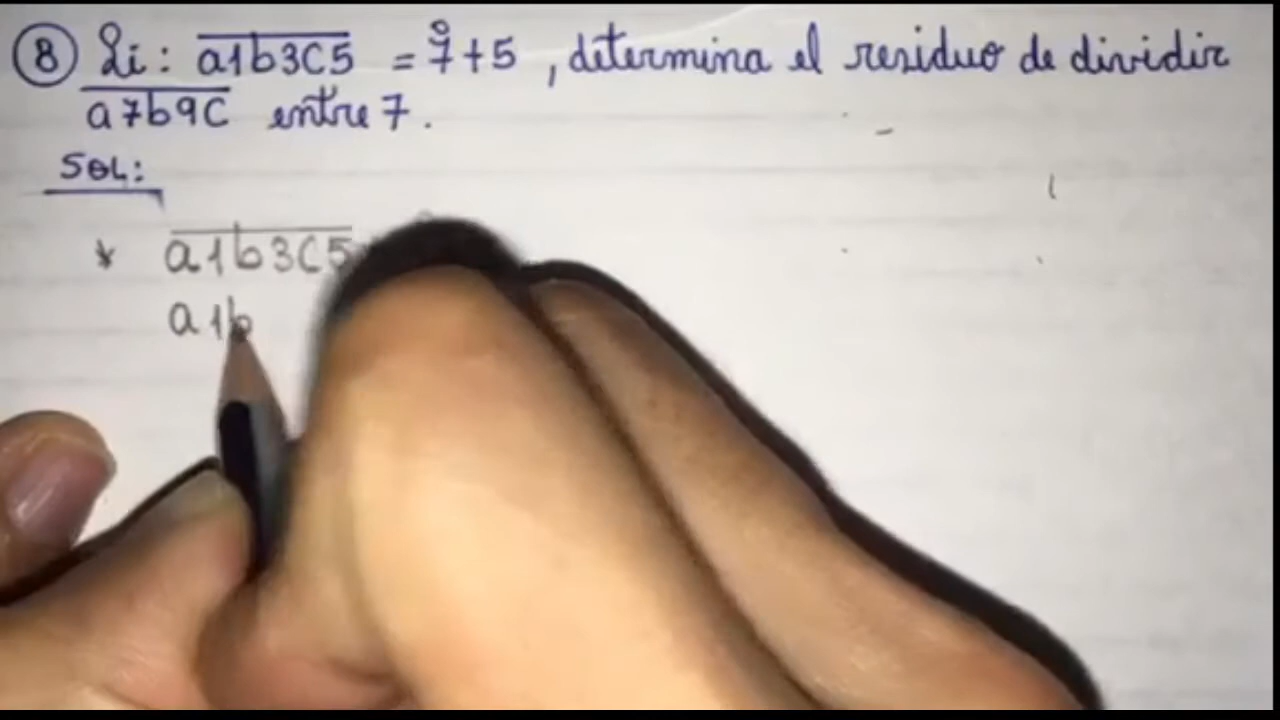 8 Si: a1b3C5 = 7̊+5, determina el residuo de dividir
a7b9C entre 7.
SOL:
* a1b3C5
a1b